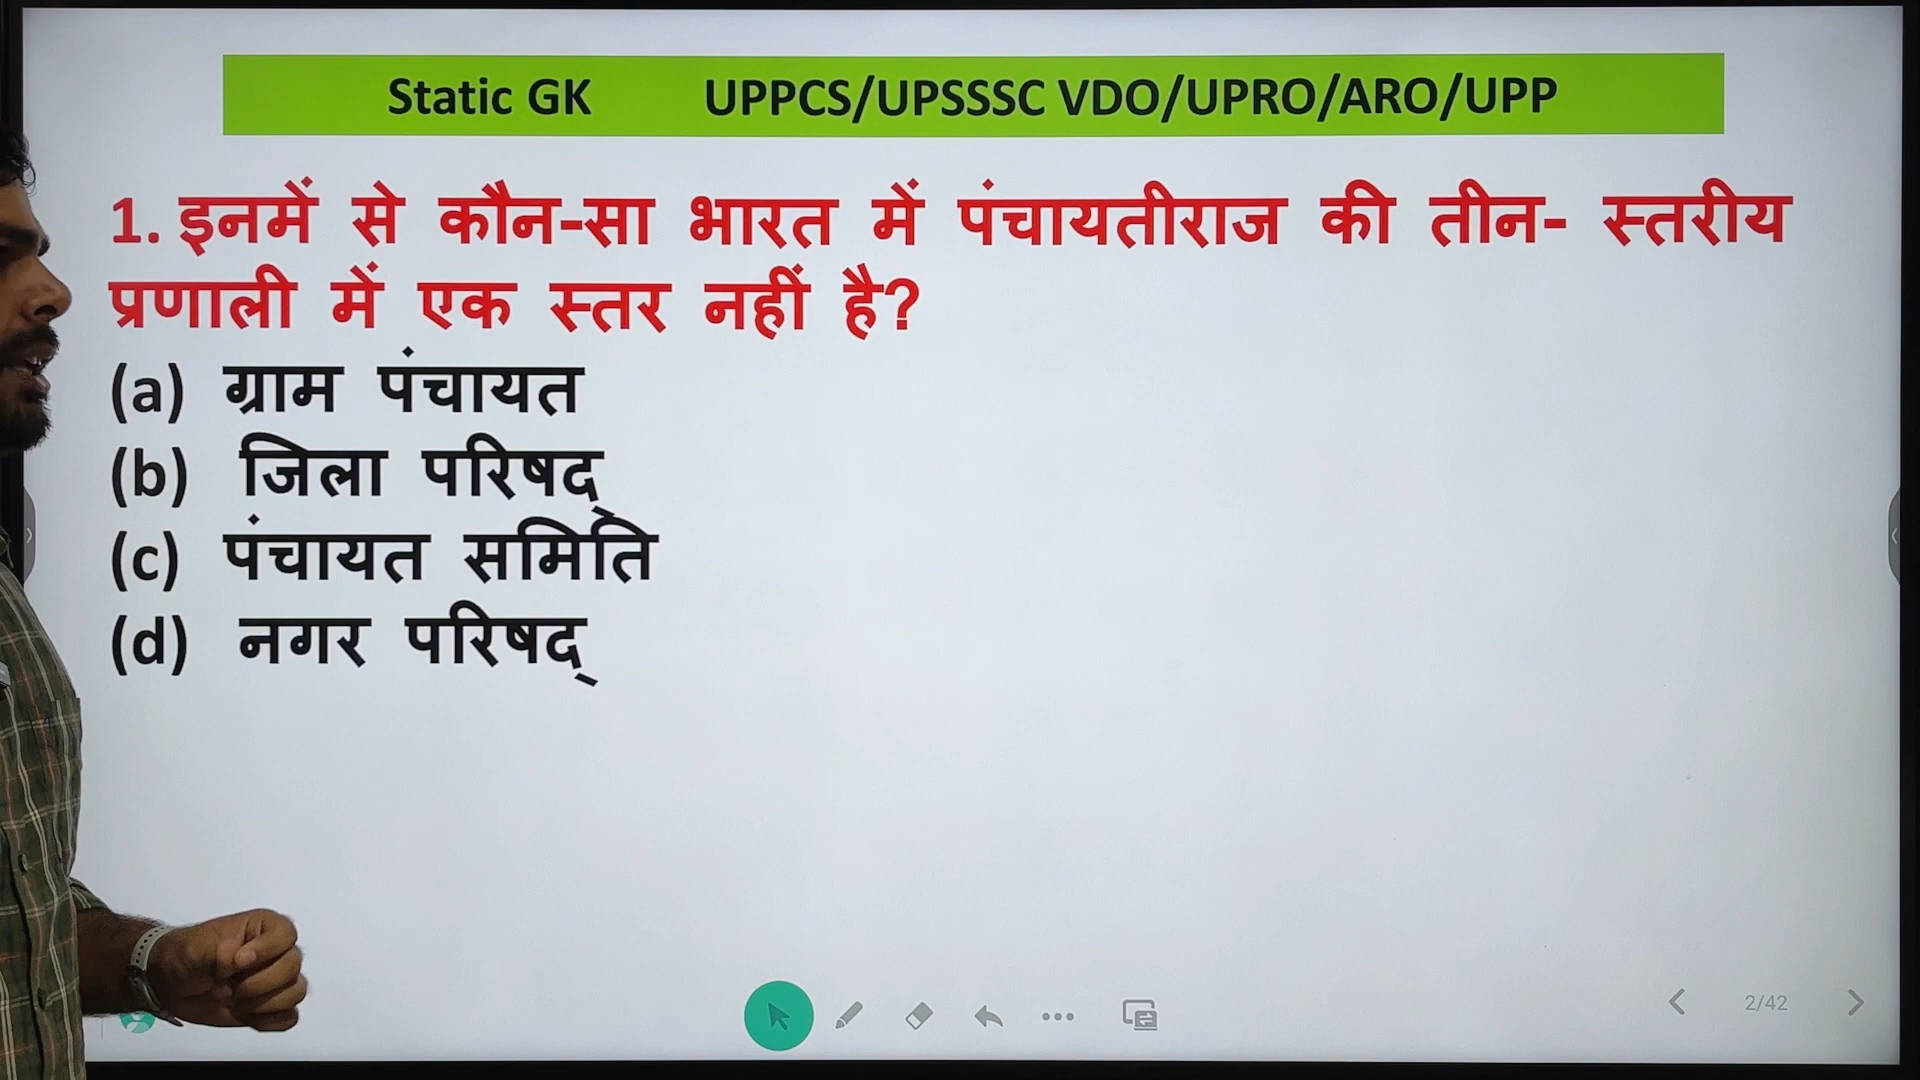 Static GK UPPCS/UPSSSC VDO/UPRO/ARO/UPP
1. इनमें से कौन-सा भारत में पंचायतीराज की तीन- स्तरीय
प्रणाली में एक स्तर नहीं है?
(a) ग्राम पंचायत
(b) जिला परिषद्
(c) पंचायत समिति
(d) नगर परिषद्
2/42